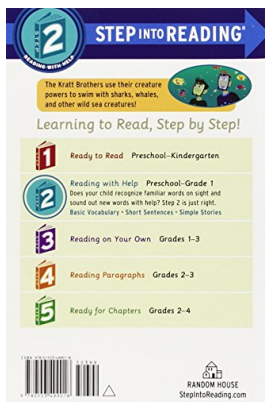 STEP
2
READING WITH HELP
STEP INTO READING®
The Kratt Brothers use their creature
powers to swim with sharks, whales,
and other wild sea creatures!
Learning to Read, Step by Step!
1 Ready to Read Preschool–Kindergarten
2 Reading with Help Preschool–Grade 1
Does your child recognize familiar words on sight and
sound out new words with help? Step 2 is just right.
Basic Vocabulary • Short Sentences • Simple Stories
3 Reading on Your Own Grades 1–3
4 Reading Paragraphs Grades 2–3
5 Ready for Chapters Grades 2–4
50399
RANDOM HOUSE
StepIntoReading.com